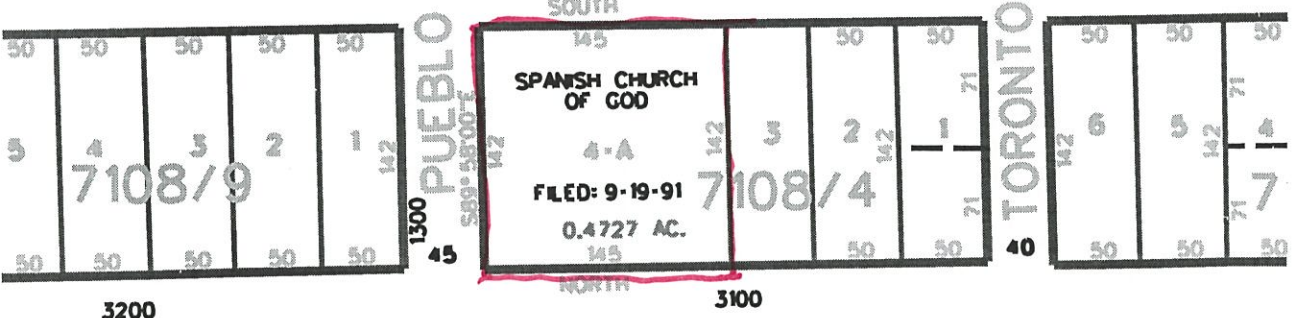 SOUTH
50 50 50 50 50
PUEBLO
145
50 50
TORONTO
50 50 50
SPANISH CHURCH
OF GOD
S89°58'00"E
142
142
71
71
5 4 3 2 1
142
4-A
3 2 1
142
142
6 5 4
142
7108/9
FILED: 9-19-91
7108/4
7
0.4727 AC.
71
71
1300
45
40
50 50 50 50 50
145
50 50
50 50 50
NORTH
3200
3100